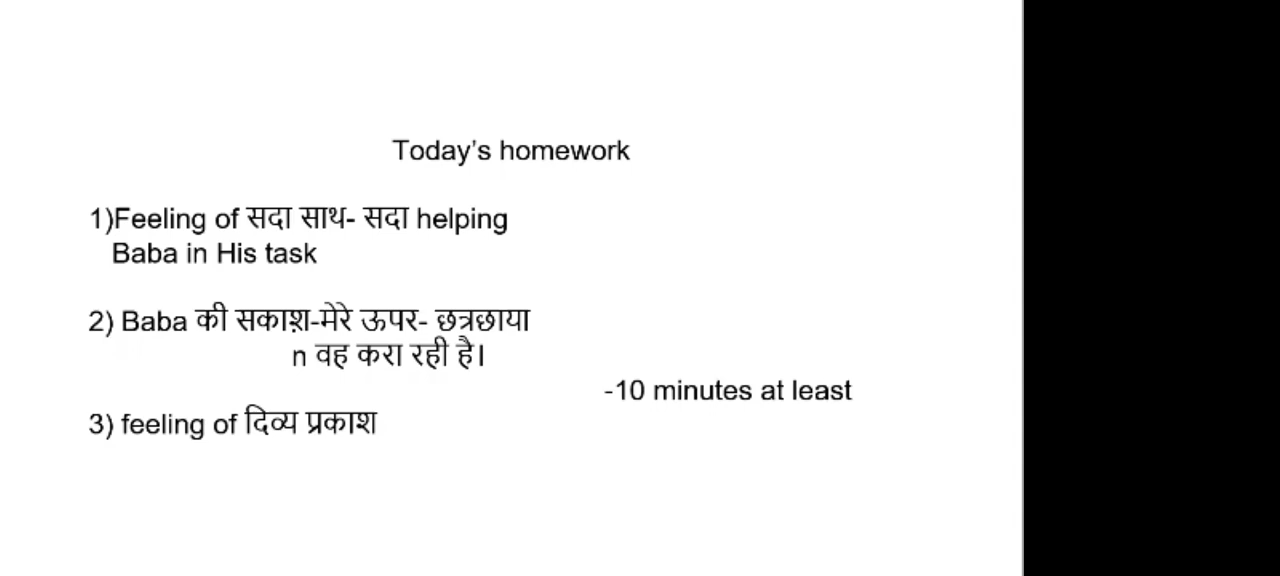 Today’s homework
1)Feeling of सदा साथ- सदा helping
Baba in His task
2) Baba की सकाश़-मेरे ऊपर- छत्रछाया
n वह करा रही है।
-10 minutes at least
3) feeling of दिव्य प्रकाश